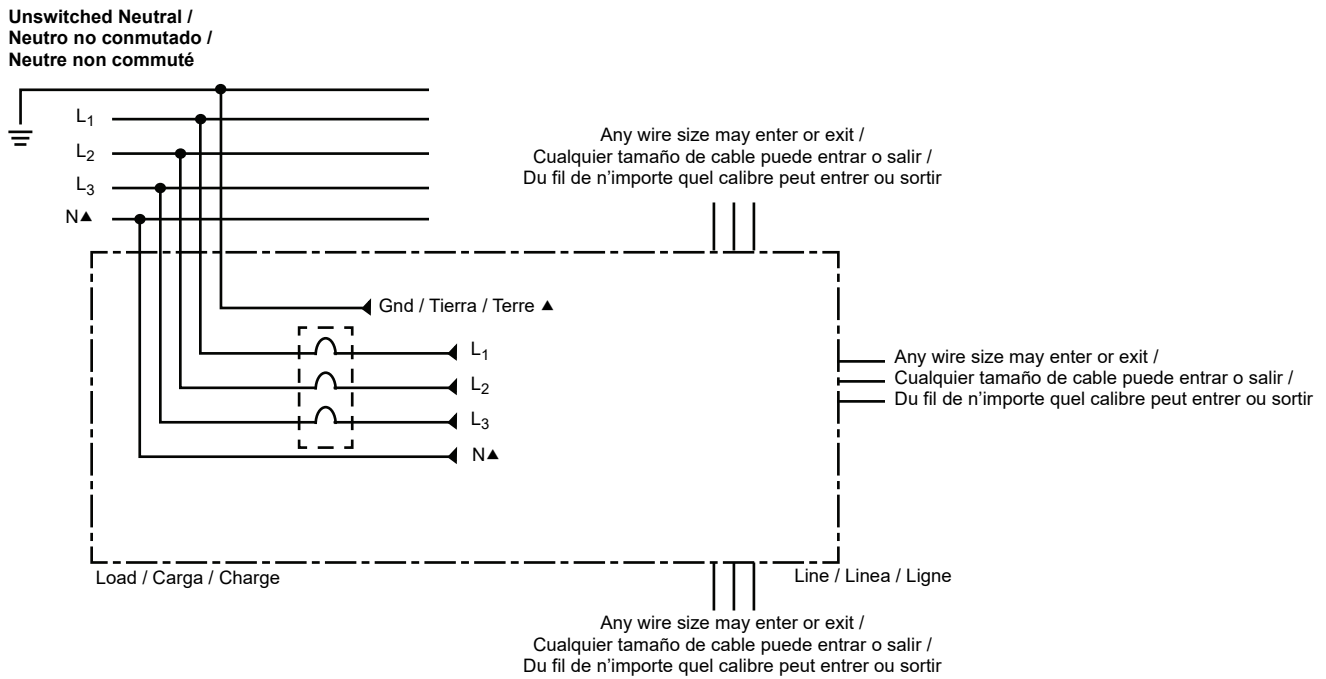 Unswitched Neutral /
Neutro no conmutado /
Neutre non commuté
L1
L2
L3
N▲
Any wire size may enter or exit /
Cualquier tamaño de cable puede entrar o salir /
Du fil de n’importe quel calibre peut entrer ou sortir
Gnd / Tierra / Terre ▲
L1
L2
L3
N▲
Any wire size may enter or exit /
Cualquier tamaño de cable puede entrar o salir /
Du fil de n’importe quel calibre peut entrer ou sortir
Load / Carga / Charge
Line / Linea / Ligne
Any wire size may enter or exit /
Cualquier tamaño de cable puede entrar o salir /
Du fil de n’importe quel calibre peut entrer ou sortir